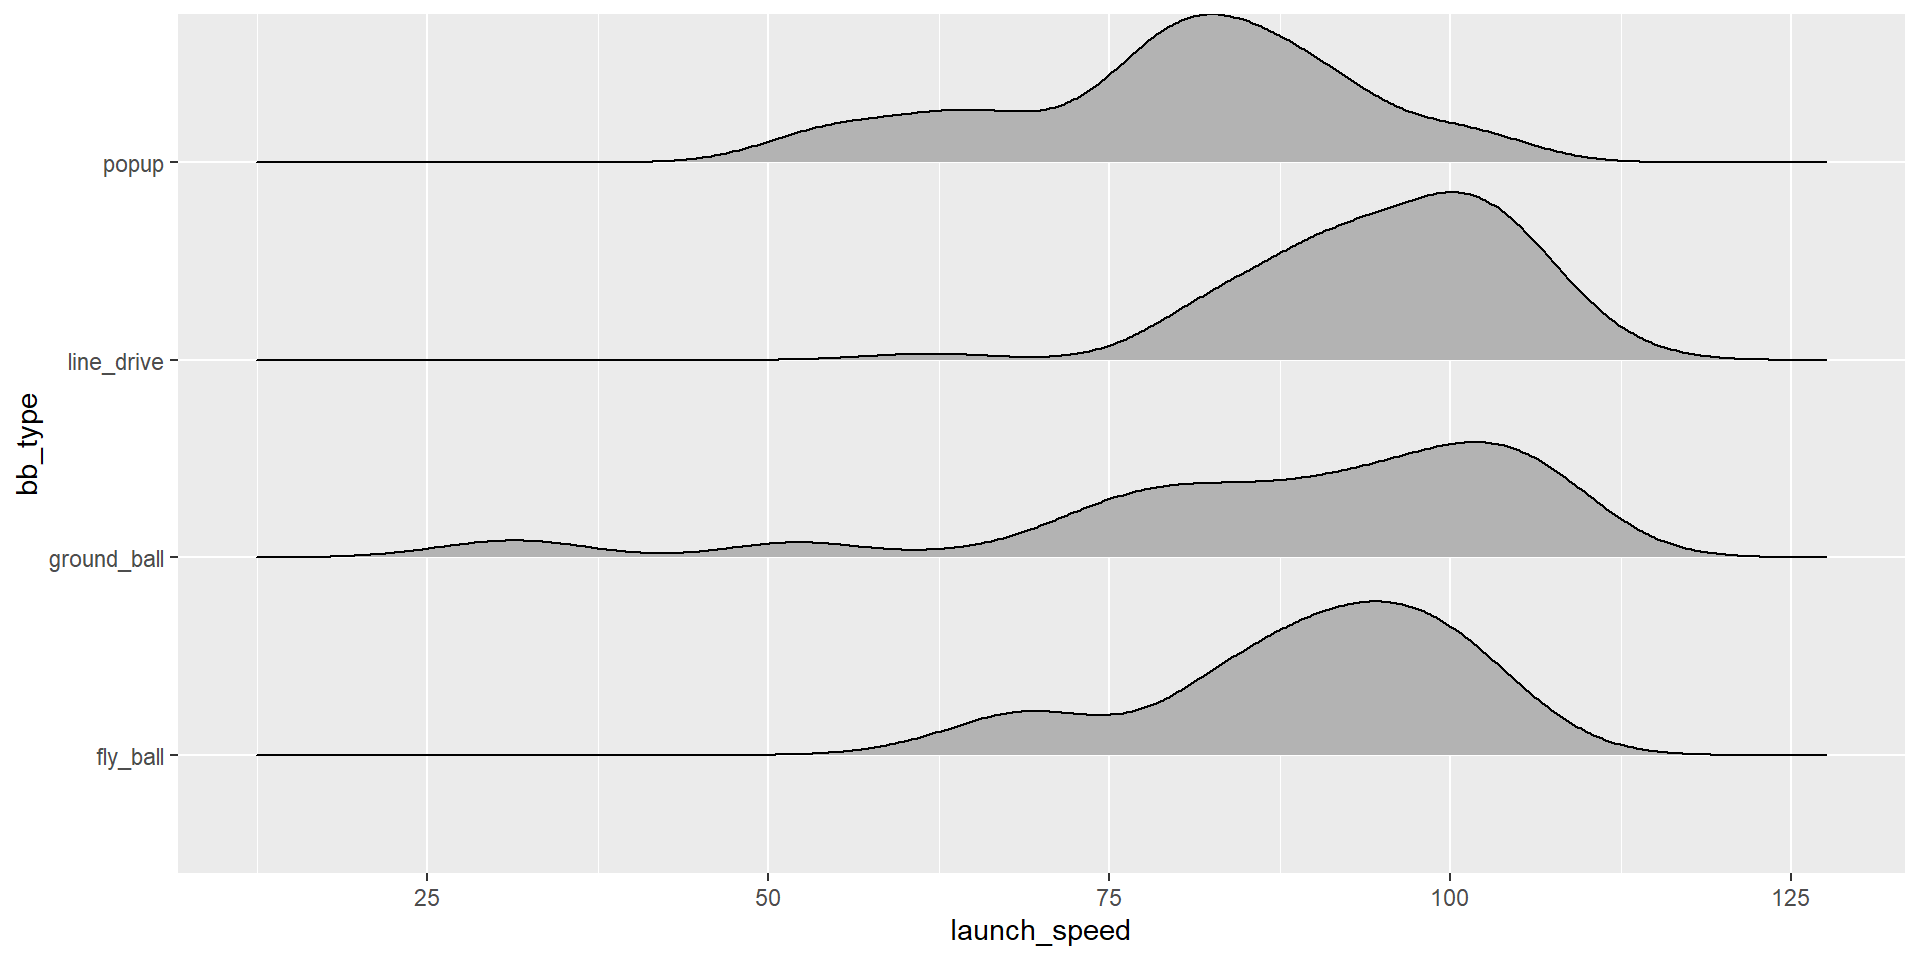 popup
line_drive
ground_ball
fly_ball
bb_type
25 50 75 100 125
launch_speed